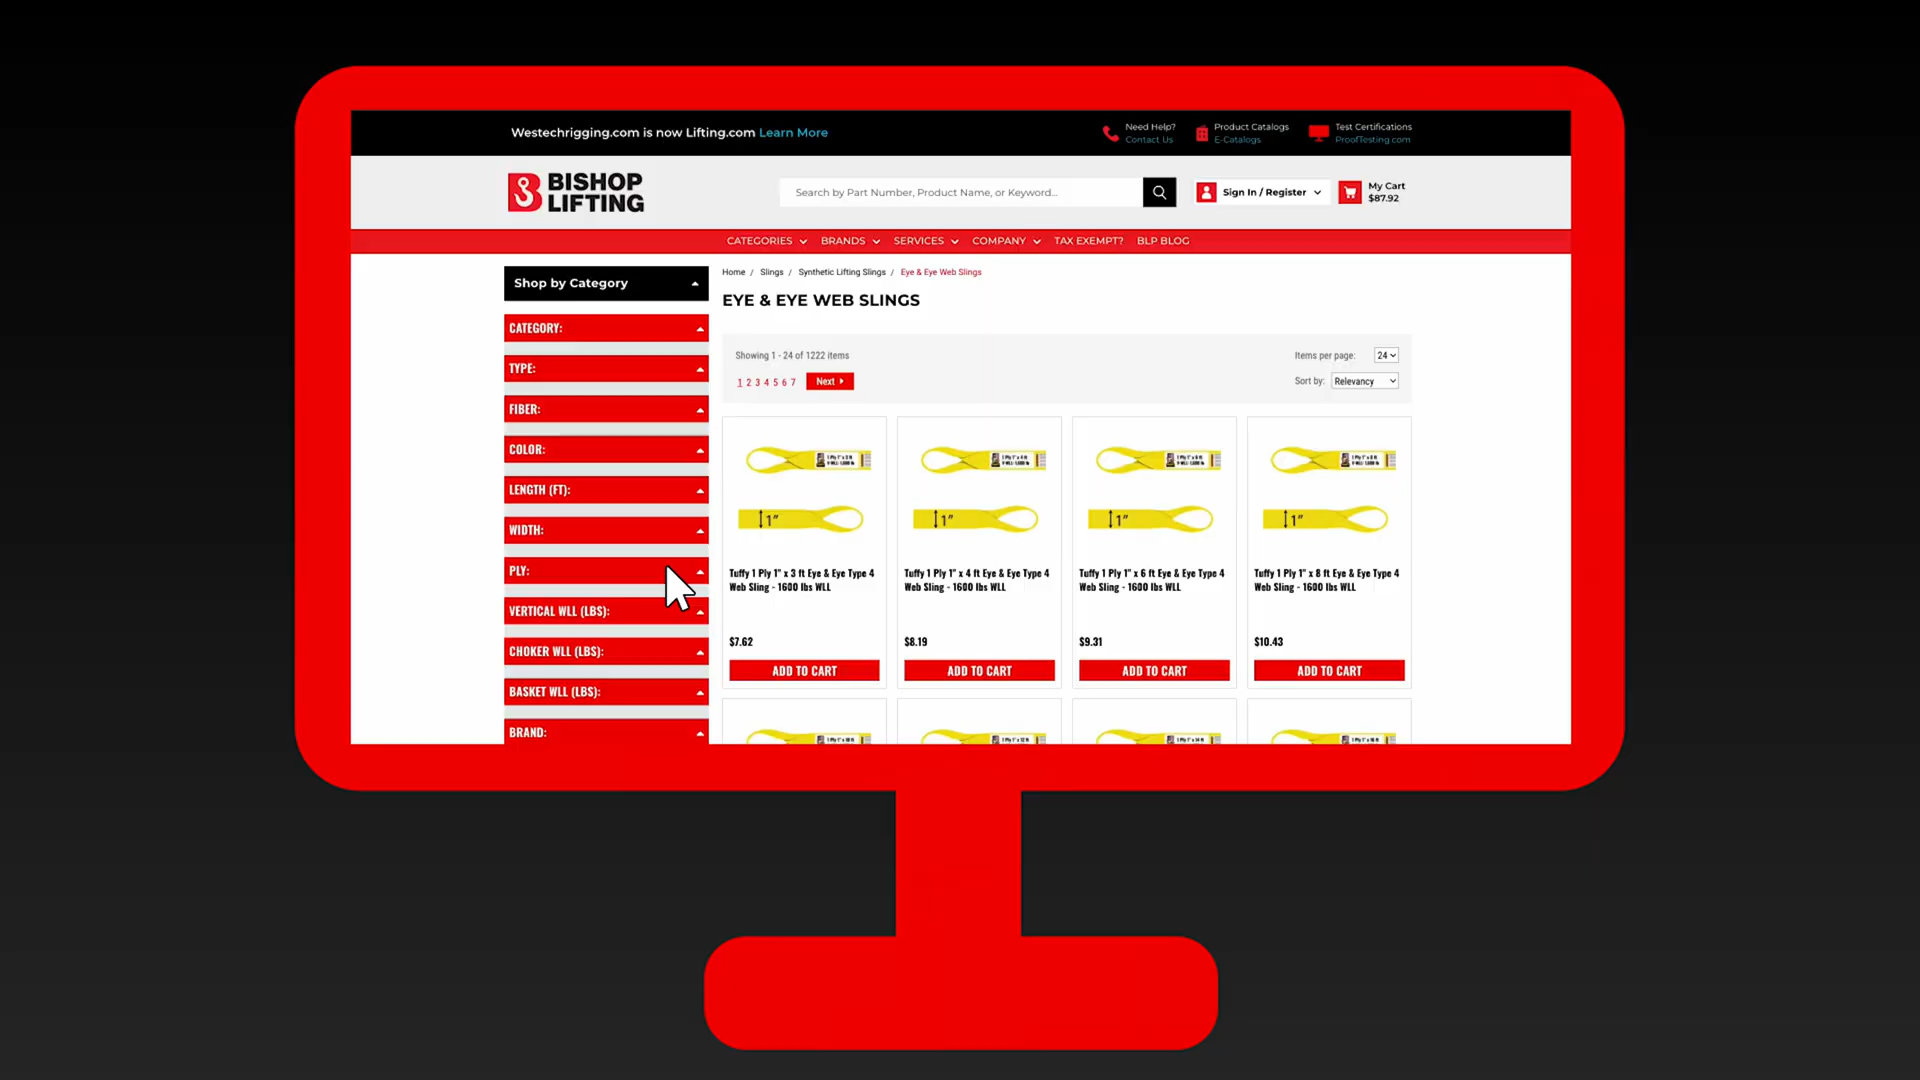 Westechrigging.com is now Lifting.com Learn More
Need Help?
Contact Us
Product Catalogs
E-Catalogs
Test Certifications
ProofTesting.com
BISHOP
LIFTING
Search by Part Number, Product Name, or Keyword...
Sign In / Register
My Cart
$87.92
CATEGORIES BRANDS SERVICES COMPANY TAX EXEMPT? BLP BLOG
Shop by Category
CATEGORY:
TYPE:
FIBER:
COLOR:
LENGTH (FT):
WIDTH:
PLY:
VERTICAL WLL (LBS):
CHOKER WLL (LBS):
BASKET WLL (LBS):
BRAND:
Home / Slings / Synthetic Lifting Slings / Eye & Eye Web Slings
EYE & EYE WEB SLINGS
Showing 1 - 24 of 1222 items
1 2 3 4 5 6 7 Next
Items per page: 24
Sort by: Relevancy
1"
1"
1"
1"
Tuffy 1 Ply 1" x 3 ft Eye & Eye Type 4
Web Sling - 1600 lbs WLL
$7.62
ADD TO CART
Tuffy 1 Ply 1" x 4 ft Eye & Eye Type 4
Web Sling - 1600 lbs WLL
$8.19
ADD TO CART
Tuffy 1 Ply 1" x 6 ft Eye & Eye Type 4
Web Sling - 1600 lbs WLL
$9.31
ADD TO CART
Tuffy 1 Ply 1" x 8 ft Eye & Eye Type 4
Web Sling - 1600 lbs WLL
$10.43
ADD TO CART